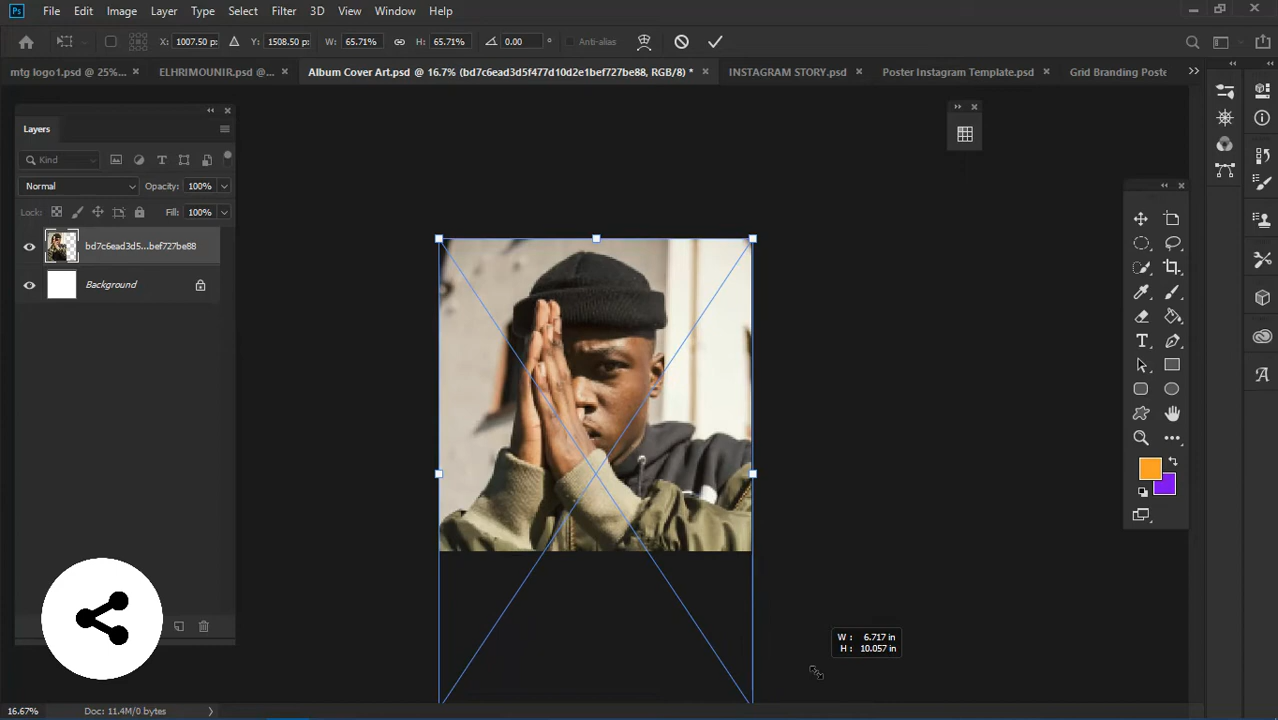 Ps File Edit Image Layer Type Select Filter 3D View Window Help
X: 1007.50 p: Y: 1508.50 p: W: 65.71% H: 65.71% 0.00 ° Anti-alias
mtg logo1.psd @ 25%... ELHRIMOUNIR.psd @... Album Cover Art.psd @ 16.7% (bd7c6ead3d5f477d10d2e1bef727be88, RGB/8) * INSTAGRAM STORY.psd Poster Instagram Template.psd Grid Branding Poste
Layers
Kind
Normal Opacity: 100%
Lock: Fill: 100%
bd7c6ead3d5...bef727be88
Background
W : 6.717 in
H : 10.057 in
16.67% Doc: 11.4M/0 bytes